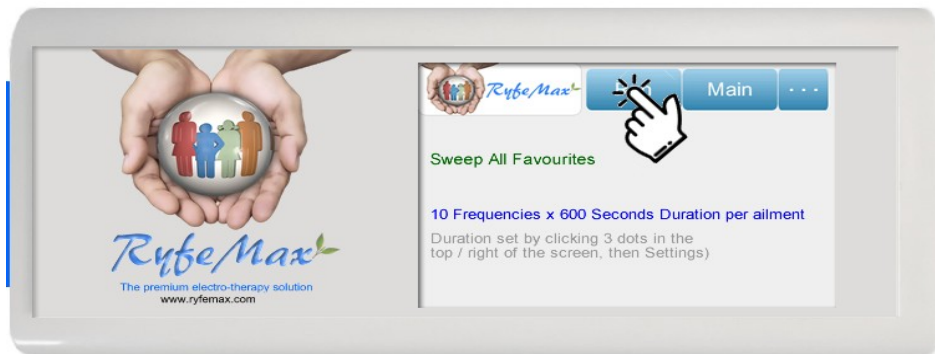 RyfeMax
The premium electro-therapy solution
www.ryfemax.com
RyfeMax
Main
...
Sweep All Favourites
10 Frequencies x 600 Seconds Duration per ailment
Duration set by clicking 3 dots in the
top / right of the screen, then Settings)